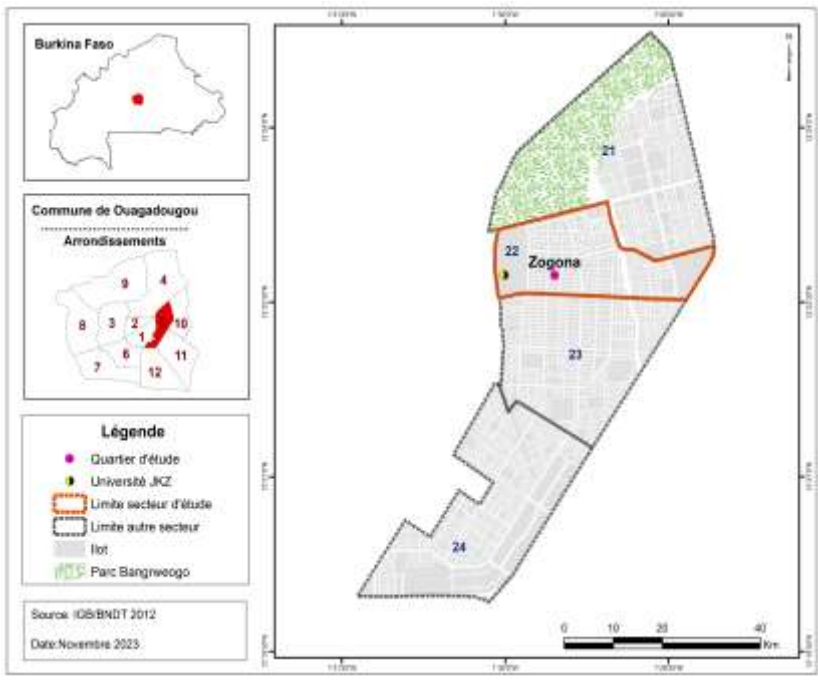 Burkina Faso
Commune de Ouagadougou
Arrondissements
9
4
8
3
2
10
1
6
11
7
12
Légende
Quartier d'étude
Université JKZ
Limite secteur d'étude
Limite autre secteur
Ilot
Parc Bangrweogo
Source: IGB/BNDT 2012
Date:Novembre 2023
21
22
Zogona
23
24
0 10 20 40
Km